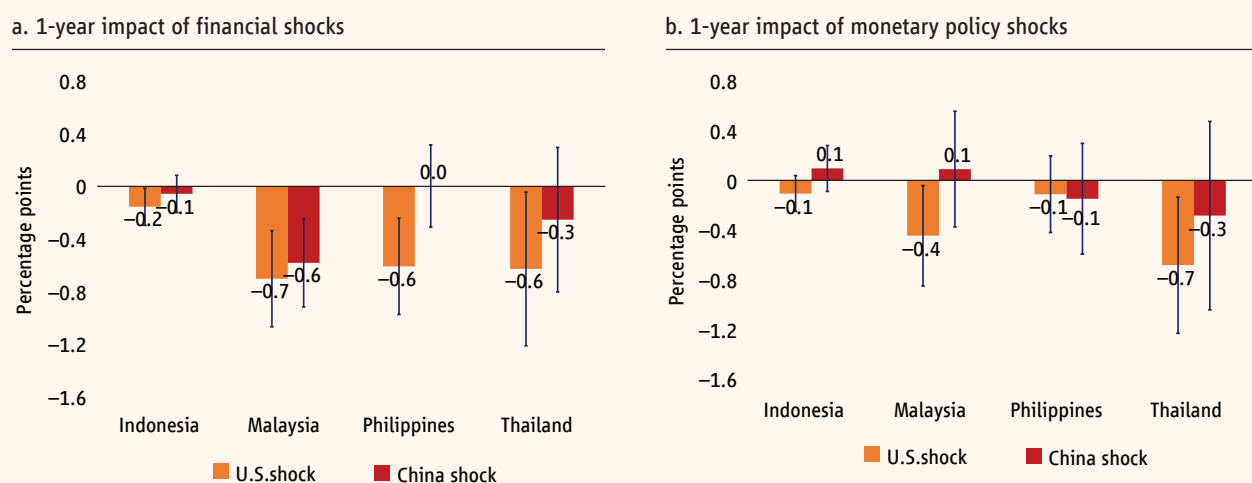 a. 1-year impact of financial shocks
Percentage points
0.8
0.4
0
−0.4
−0.8
−1.2
−1.6
−0.2
−0.1
−0.7
−0.6
−0.6
0.0
−0.6
−0.3
Indonesia
Malaysia
Philippines
Thailand
U.S.shock
China shock
b. 1-year impact of monetary policy shocks
Percentage points
0.8
0.4
0
−0.4
−0.8
−1.2
−1.6
−0.1
0.1
−0.4
0.1
−0.1
−0.1
−0.7
−0.3
Indonesia
Malaysia
Philippines
Thailand
U.S.shock
China shock